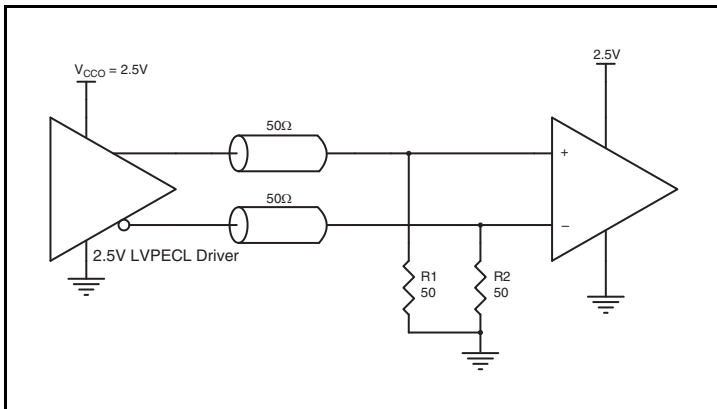 V_CCO = 2.5V
2.5V
50Ω
50Ω
+
−
2.5V LVPECL Driver
R1
50
R2
50